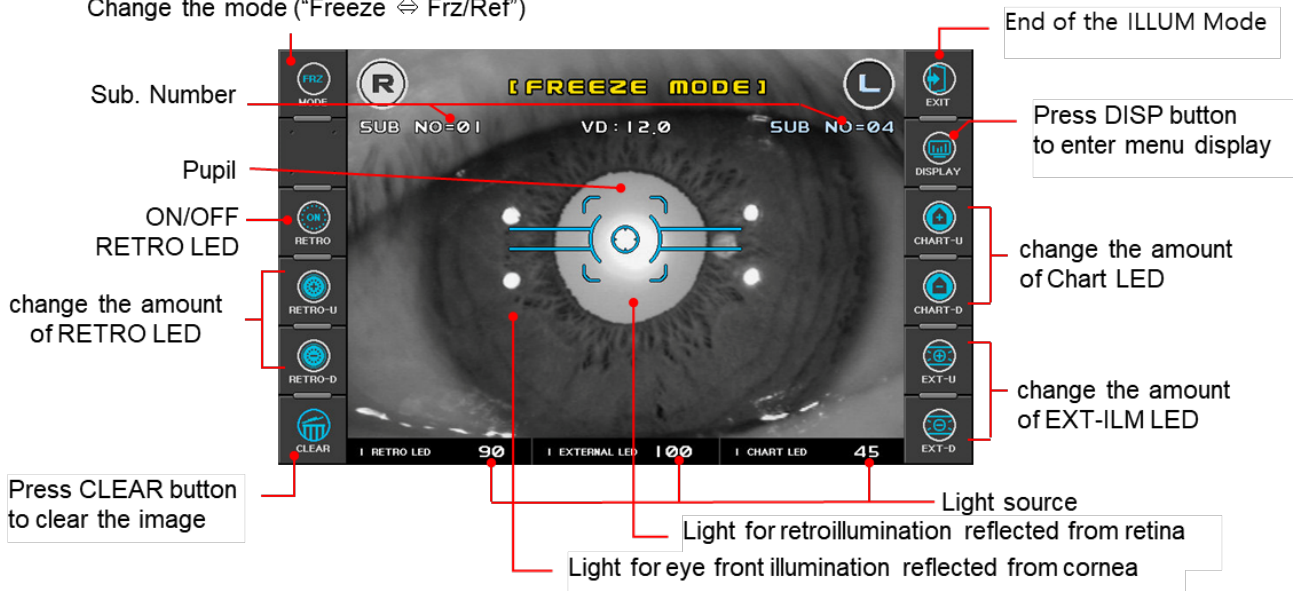 Change the mode (“Freeze ⇔ Frz/Ref”)
End of the ILLUM Mode
Sub. Number
Press DISP button
to enter menu display
Pupil
ON/OFF
RETRO LED
change the amount
of Chart LED
change the amount
of RETRO LED
change the amount
of EXT-ILM LED
Press CLEAR button
to clear the image
Light source
Light for retroillumination reflected from retina
Light for eye front illumination reflected from cornea
FRZ
MODE
R
[FREEZE MODE]
L
EXIT
SUB NO=01
VD:12.0
SUB NO=04
DISPLAY
ON
RETRO
CHART-U
RETRO-U
CHART-D
RETRO-D
EXT-U
CLEAR
EXT-D
I RETRO LED 90
I EXTERNAL LED 100
I CHART LED 45